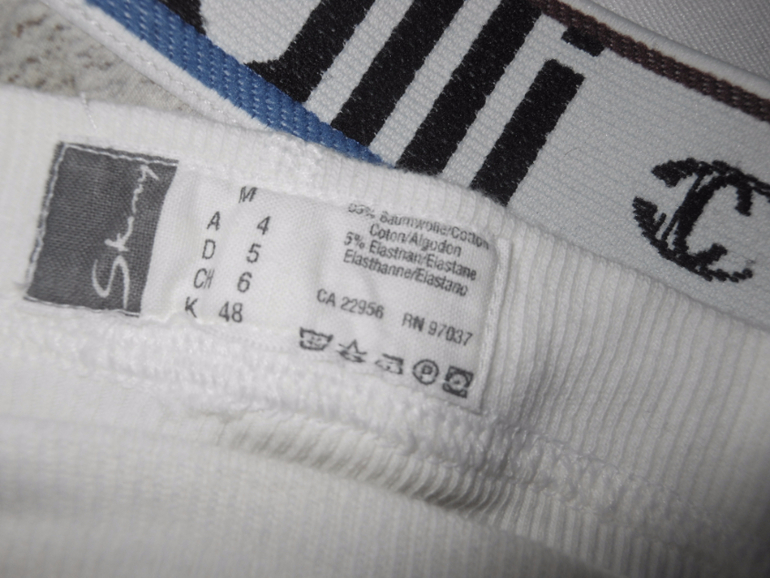 Skiny
M
A 4
D 5
CH 6
K 48
95% Baumwolle/Cotton
Coton/Algodon
5% Elasthan/Elastane
Elasthanne/Elastano
CA 22956 RN 97037
P